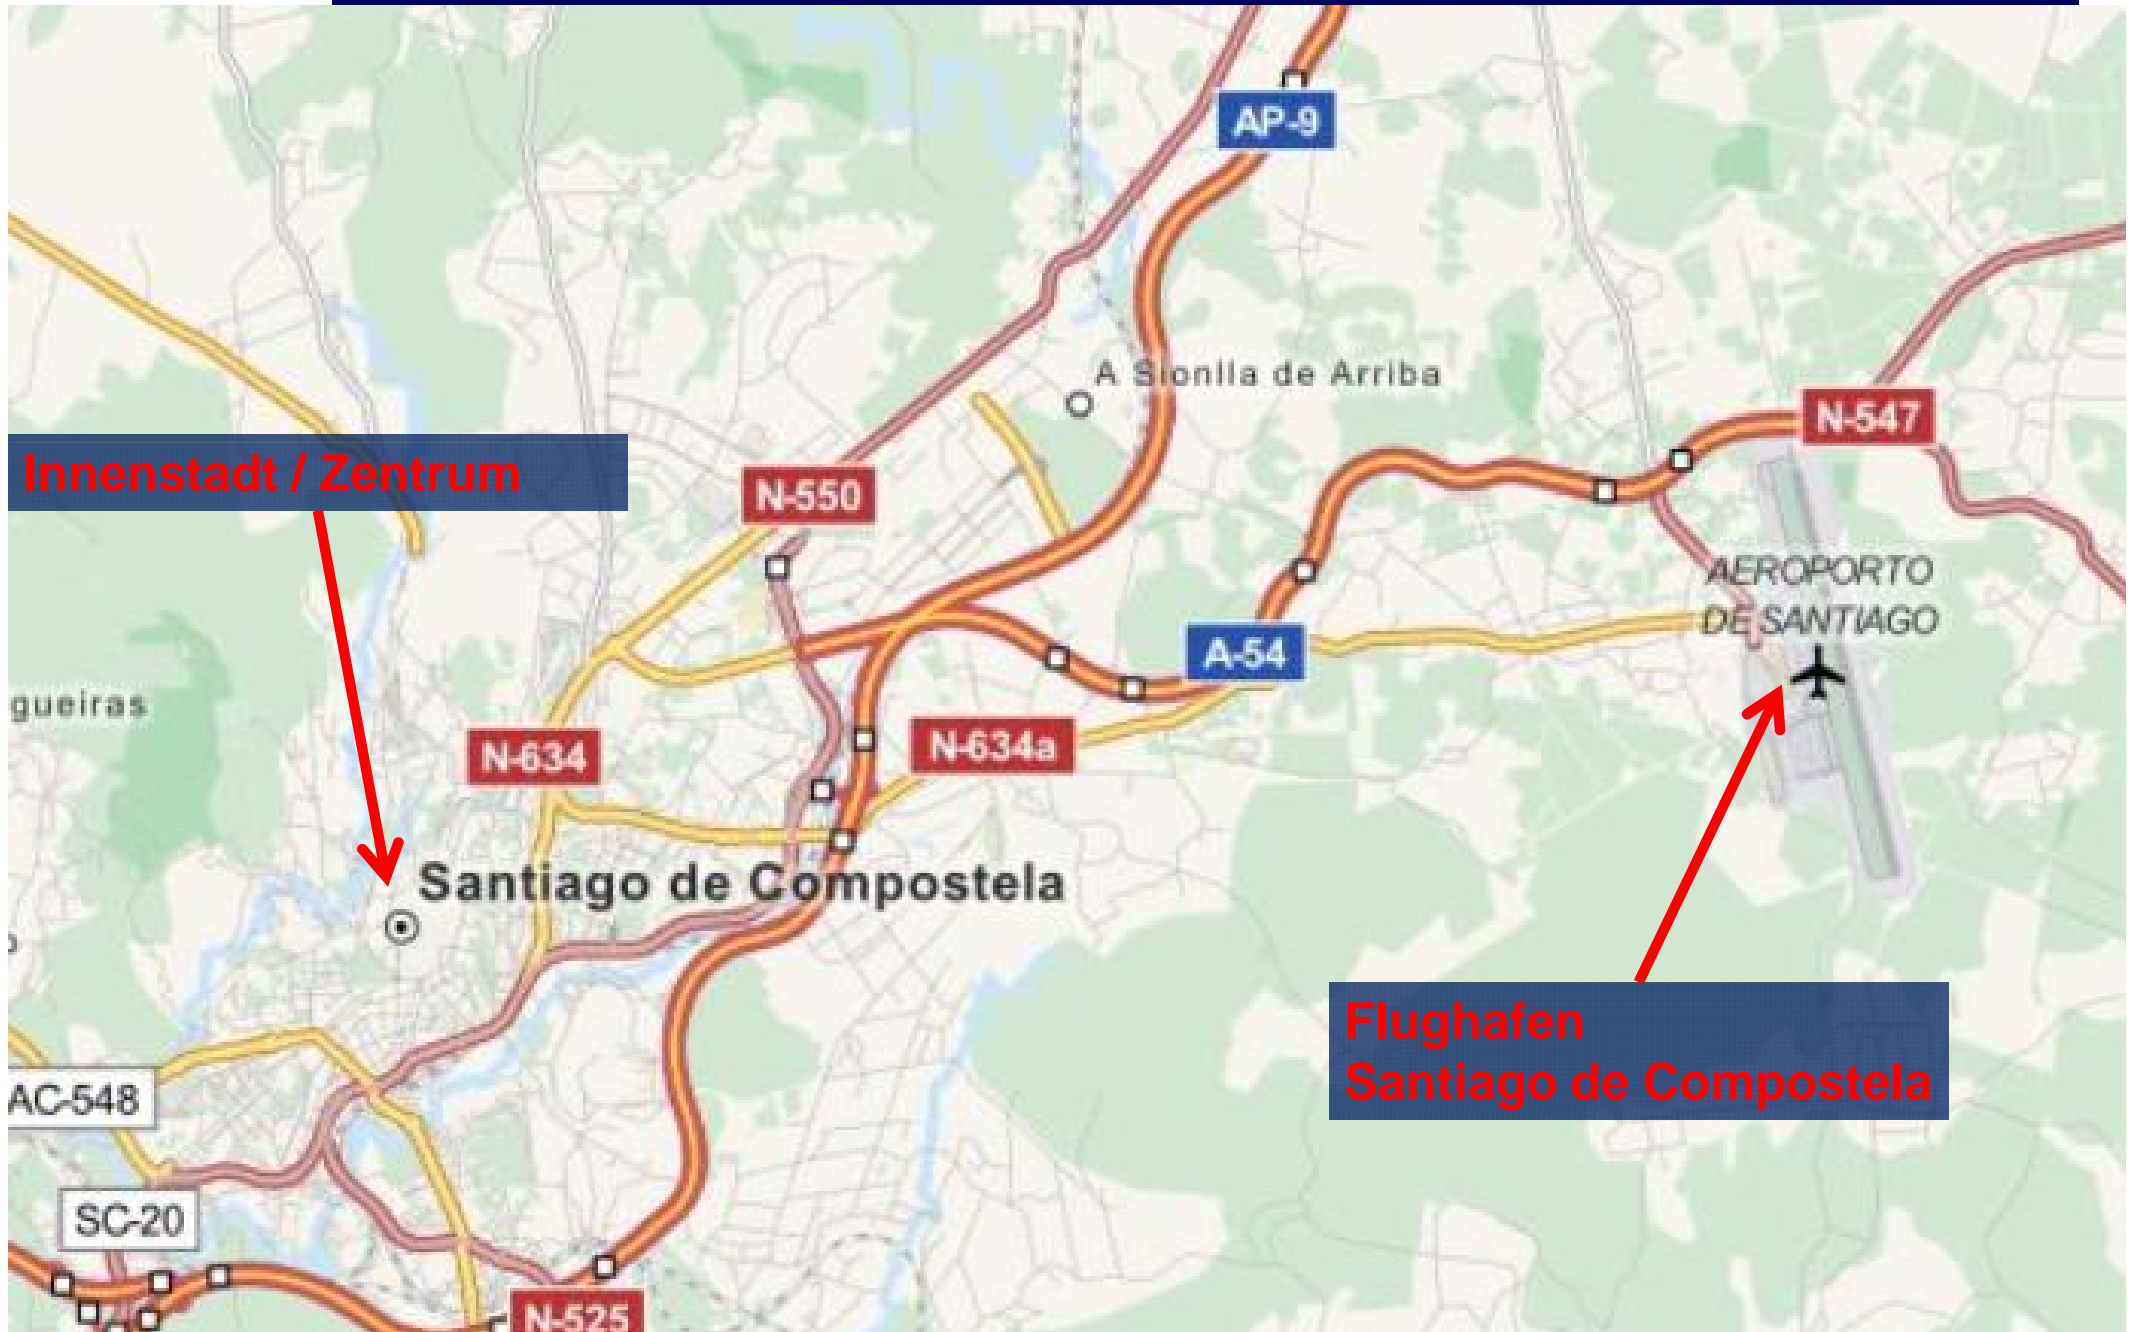 AP-9
A Sionlla de Arriba
N-547
Innenstadt / Zentrum
N-550
AEROPORTO
DE SANTIAGO
A-54
gueiras
N-634
N-634a
Santiago de Compostela
Flughafen
Santiago de Compostela
AC-548
SC-20
N-525